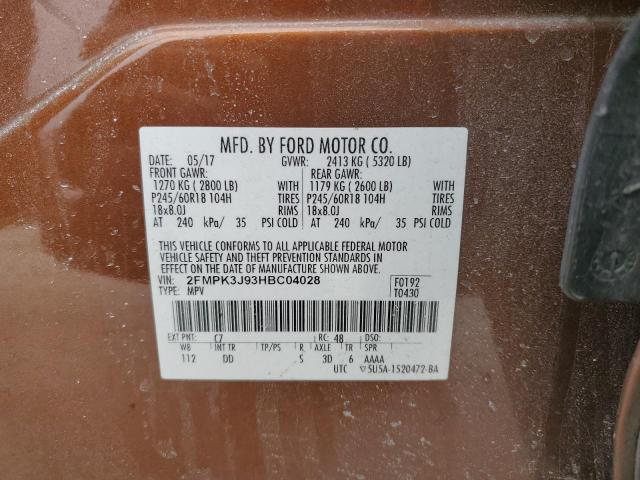 MFD. BY FORD MOTOR CO.
DATE: 05/17 GVWR: 2413 KG ( 5320 LB)
FRONT GAWR: REAR GAWR:
1270 KG ( 2800 LB) WITH 1179 KG ( 2600 LB) WITH
P245/60R18 104H TIRES P245/60R18 104H TIRES
18x8.0J RIMS 18x8.0J RIMS
AT 240 kPa/ 35 PSI COLD AT 240 kPa/ 35 PSI COLD
THIS VEHICLE CONFORMS TO ALL APPLICABLE FEDERAL MOTOR
VEHICLE SAFETY AND THEFT PREVENTION STANDARDS IN
EFFECT ON THE DATE OF MANUFACTURE SHOWN ABOVE.
VIN: 2FMPK3J93HBC04028 F0192
TYPE: MPV T0430
EXT PNT: C7 RC: 48 DSO:
WB INT TR TP/PS R AXLE TR SPR
112 DD S 3D 6 AAAA
UTC ▽5U5A-1520472-BA